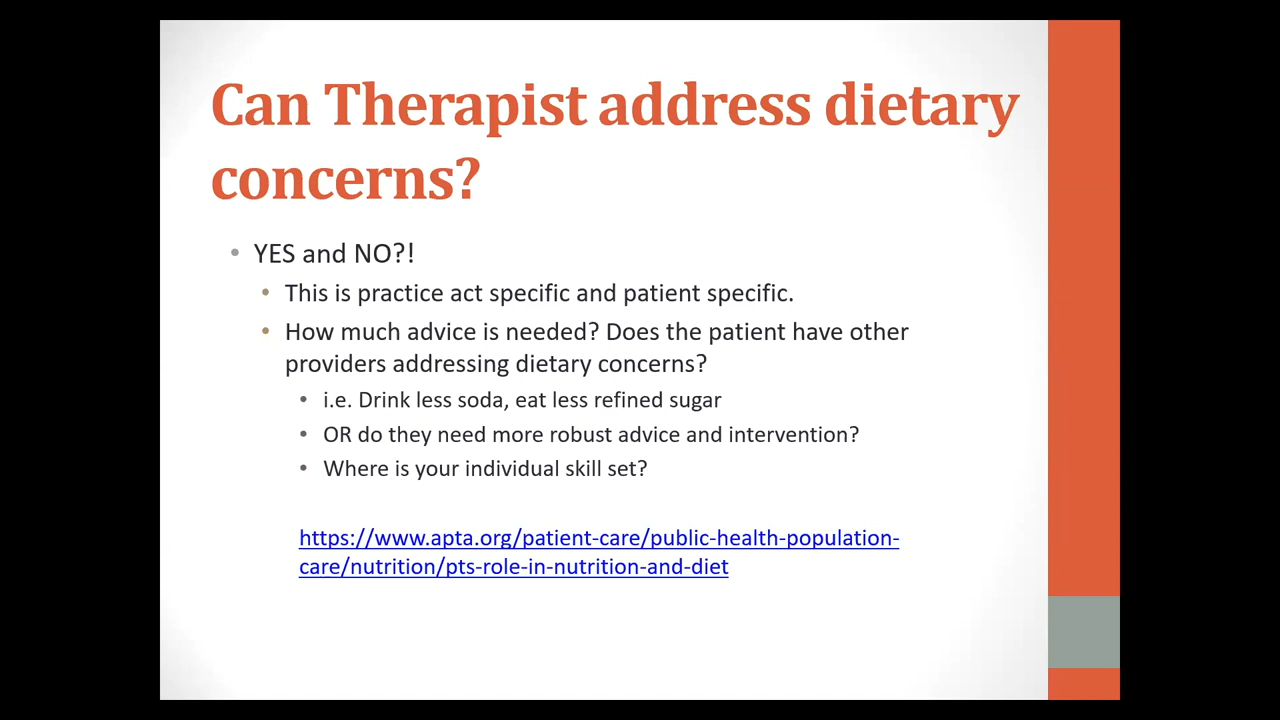 Can Therapist address dietary
concerns?
• YES and NO?!
• This is practice act specific and patient specific.
• How much advice is needed? Does the patient have other
providers addressing dietary concerns?
• i.e. Drink less soda, eat less refined sugar
• OR do they need more robust advice and intervention?
• Where is your individual skill set?
https://www.apta.org/patient-care/public-health-population-
care/nutrition/pts-role-in-nutrition-and-diet